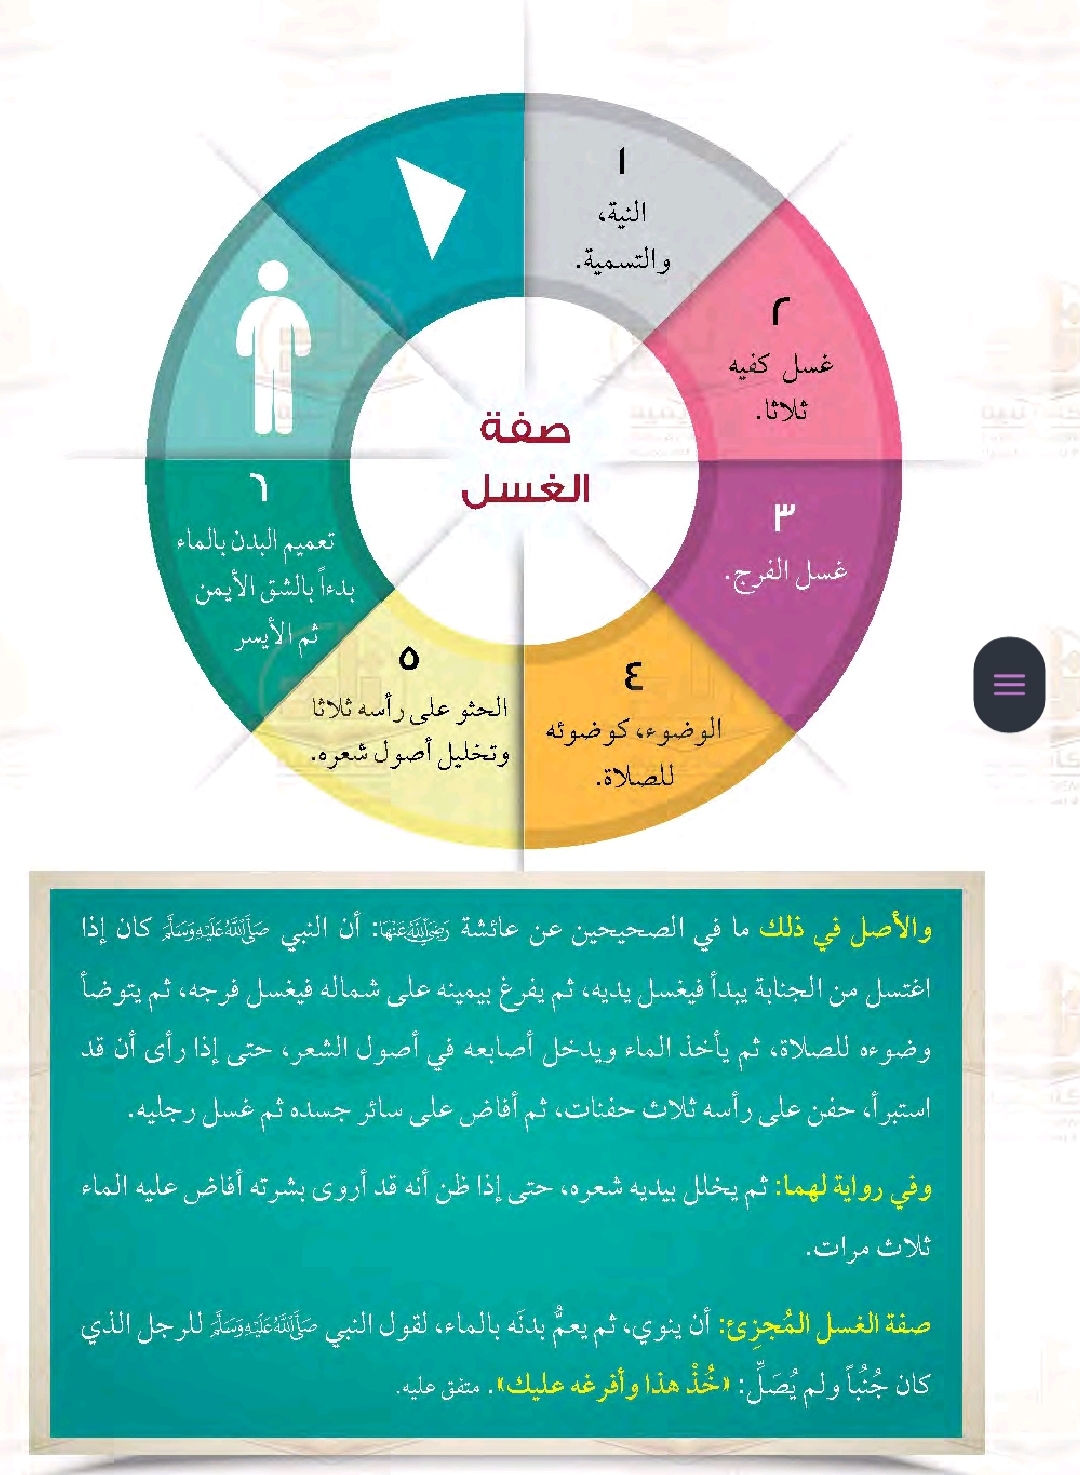 صفة
الغسل
١
النية،
والتسمية.
٢
غسل كفيه
ثلاثا.
٣
غسل الفرج.
٤
الوضوء، كوضوئه
للصلاة.
٥
الحثو على رأسه ثلاثا
وتخليل أصول شعره.
٦
تعميم البدن بالماء
بدءاً بالشق الأيمن
ثم الأيسر
والأصل في ذلك ما في الصحيحين عن عائشة رَضِيَ اللَّهُ عَنْهَا: أن النبي صَلَّى اللَّهُ عَلَيْهِ وَسَلَّمَ كان إذا
اغتسل من الجنابة يبدأ فيغسل يديه، ثم يفرغ بيمينه على شماله فيغسل فرجه، ثم يتوضأ
وضوءه للصلاة، ثم يأخذ الماء ويدخل أصابعه في أصول الشعر، حتى إذا رأى أن قد
استبرأ، حفن على رأسه ثلاث حفنات، ثم أفاض على سائر جسده ثم غسل رجليه.
وفي رواية لهما: ثم يخلل بيديه شعره، حتى إذا ظن أنه قد أروى بشرته أفاض عليه الماء
ثلاث مرات.
صفة الغسل المُجزِئ: أن ينوي، ثم يعمُّ بدنَه بالماء، لقول النبي صَلَّى اللَّهُ عَلَيْهِ وَسَلَّمَ للرجل الذي
كان جُنُباً ولم يُصَلِّ: «خُذْ هذا وأفرغه عليك». متفق عليه.